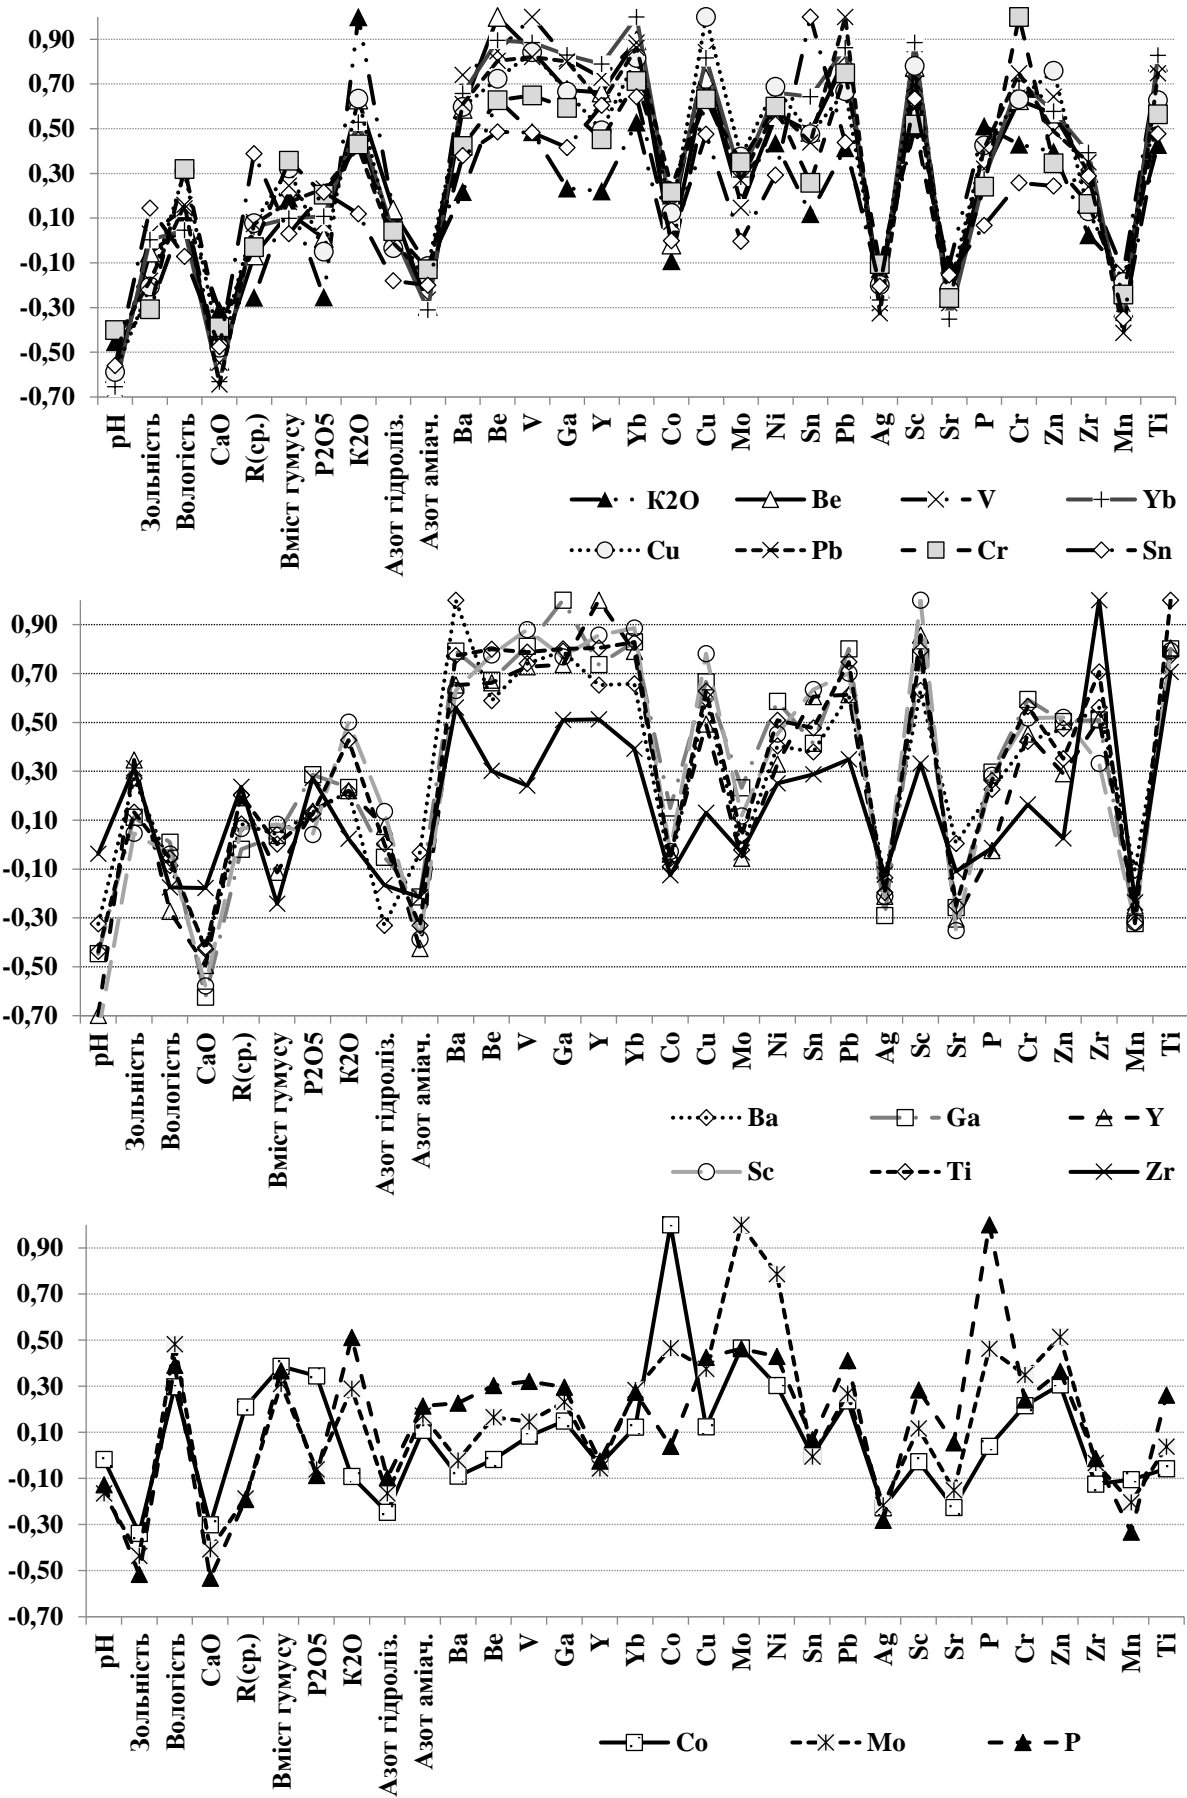 0,90
0,70
0,50
0,30
0,10
-0,10
-0,30
-0,50
-0,70
pH
Зольність
Вологість
CaO
R(ср.)
Вміст гумусу
P2O5
K2O
Азот гідроліз.
Азот аміач.
Ba
Be
V
Ga
Y
Yb
Co
Cu
Mo
Ni
Sn
Pb
Ag
Sc
Sr
P
Cr
Zn
Zr
Mn
Ti
K2O Be V Yb
Cu Pb Cr Sn
0,90
0,70
0,50
0,30
0,10
-0,10
-0,30
-0,50
-0,70
pH
Зольність
Вологість
CaO
R(ср.)
Вміст гумусу
P2O5
K2O
Азот гідроліз.
Азот аміач.
Ba
Be
V
Ga
Y
Yb
Co
Cu
Mo
Ni
Sn
Pb
Ag
Sc
Sr
P
Cr
Zn
Zr
Mn
Ti
Ba Ga Y
Sc Ti Zr
0,90
0,70
0,50
0,30
0,10
-0,10
-0,30
-0,50
-0,70
pH
Зольність
Вологість
CaO
R(ср.)
Вміст гумусу
P2O5
K2O
Азот гідроліз.
Азот аміач.
Ba
Be
V
Ga
Y
Yb
Co
Cu
Mo
Ni
Sn
Pb
Ag
Sc
Sr
P
Cr
Zn
Zr
Mn
Ti
Co Mo P